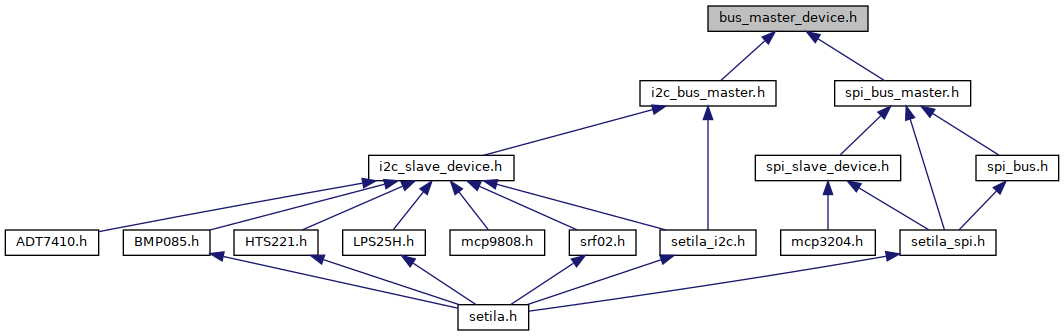 bus_master_device.h
i2c_bus_master.h
spi_bus_master.h
i2c_slave_device.h
spi_slave_device.h
spi_bus.h
ADT7410.h
BMP085.h
HTS221.h
LPS25H.h
mcp9808.h
srf02.h
setila_i2c.h
mcp3204.h
setila_spi.h
setila.h